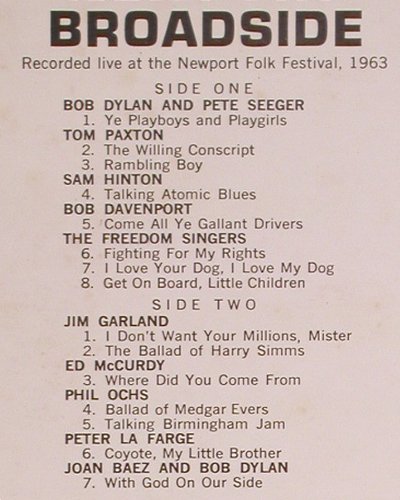 BROADSIDE
Recorded live at the Newport Folk Festival, 1963
SIDE ONE
BOB DYLAN AND PETE SEEGER
1. Ye Playboys and Playgirls
TOM PAXTON
2. The Willing Conscript
3. Rambling Boy
SAM HINTON
4. Talking Atomic Blues
BOB DAVENPORT
5. Come All Ye Gallant Drivers
THE FREEDOM SINGERS
6. Fighting For My Rights
7. I Love Your Dog, I Love My Dog
8. Get On Board, Little Children
SIDE TWO
JIM GARLAND
1. I Don't Want Your Millions, Mister
2. The Ballad of Harry Simms
ED McCURDY
3. Where Did You Come From
PHIL OCHS
4. Ballad of Medgar Evers
5. Talking Birmingham Jam
PETER LA FARGE
6. Coyote, My Little Brother
JOAN BAEZ AND BOB DYLAN
7. With God On Our Side